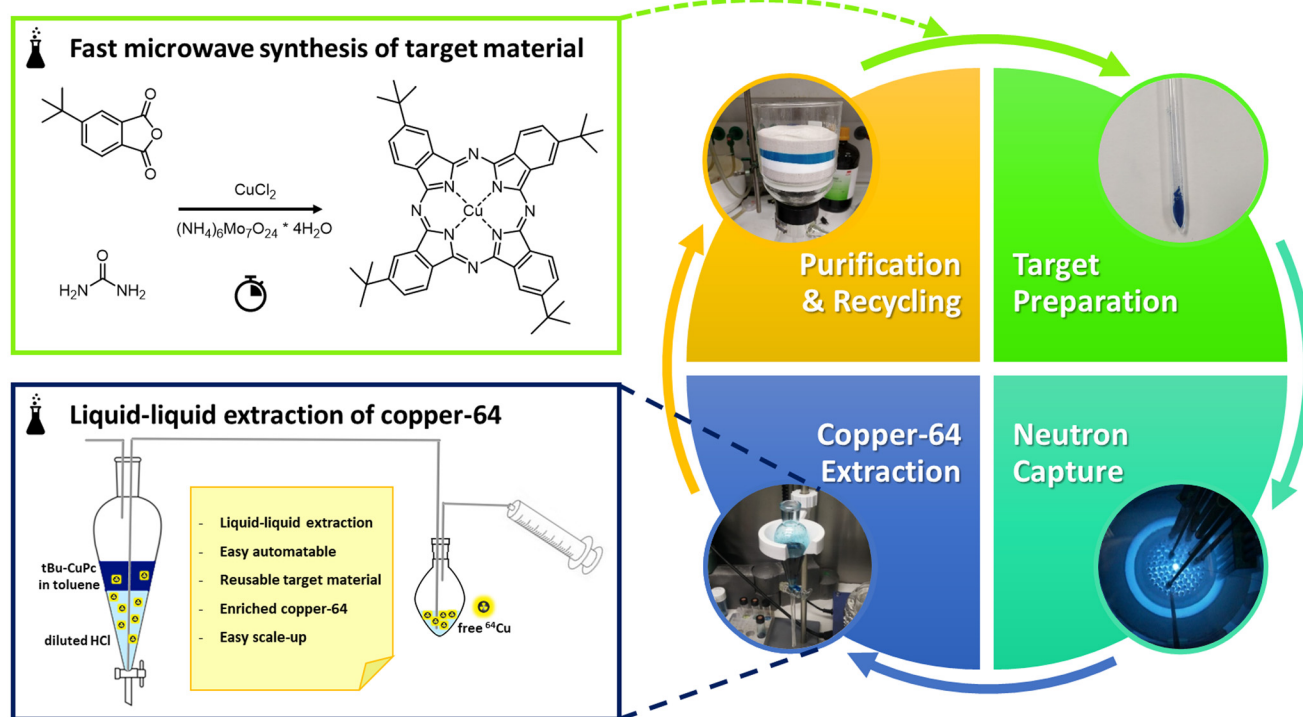 Fast microwave synthesis of target material
O
O
O
CuCl₂
(NH₄)₆Mo₇O₂₄ * 4H₂O
O
H₂N NH₂
N
N N
N Cu N
N N
N
Liquid-liquid extraction of copper-64
tBu-CuPc
in toluene
diluted HCl
- Liquid-liquid extraction
- Easy automatable
- Reusable target material
- Enriched copper-64
- Easy scale-up
free ⁶⁴Cu
Purification
& Recycling
Target
Preparation
Copper-64
Extraction
Neutron
Capture